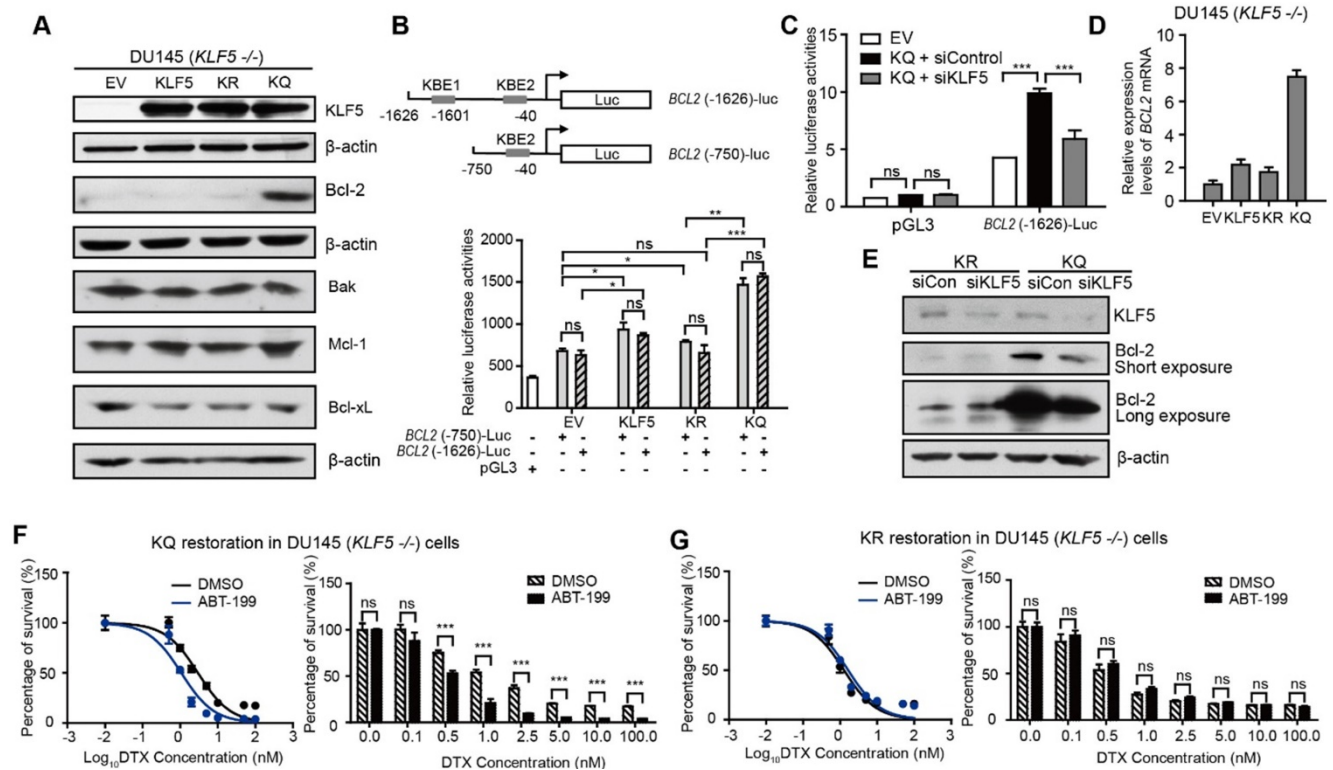 A
DU145 (KLF5 -/-)
EV KLF5 KR KQ
KLF5
β-actin
Bcl-2
β-actin
Bak
Mcl-1
Bcl-xL
β-actin
B
KBE1 KBE2
Luc
BCL2 (-1626)-luc
-1626 -1601 -40
KBE2
Luc
BCL2 (-750)-luc
-750 -40
Relative luciferase activities
2000
1500
1000
500
0
**
ns ***
*
* ns
*
ns ns ns
EV KLF5 KR KQ
BCL2 (-750)-Luc - + - + - + - + -
BCL2 (-1626)-Luc - - + - + - + - +
pGL3 + - - - - - - - -
C
EV
KQ + siControl
KQ + siKLF5
Relative luciferase activities
15
10
5
0
ns ns
*** ***
pGL3 BCL2 (-1626)-Luc
D
DU145 (KLF5 -/-)
Relative expression
levels of BCL2 mRNA
10
8
6
4
2
0
EV KLF5 KR KQ
E
KR KQ
siCon siKLF5 siCon siKLF5
KLF5
Bcl-2
Short exposure
Bcl-2
Long exposure
β-actin
F
KQ restoration in DU145 (KLF5 -/-) cells
Percentage of survival (%)
150
100
50
0
DMSO
ABT-199
-2 -1 0 1 2 3
Log10DTX Concentration (nM)
Percentage of survival (%)
150
100
50
0
DMSO
ABT-199
ns ns *** *** *** *** *** ***
0.0 0.1 0.5 1.0 2.5 5.0 10.0 100.0
DTX Concentration (nM)
G
KR restoration in DU145 (KLF5 -/-) cells
Percentage of survival (%)
150
100
50
0
DMSO
ABT-199
-3 -2 -1 0 1 2 3
Log10DTX Concentration (nM)
Percentage of survival (%)
150
100
50
0
DMSO
ABT-199
ns ns ns ns ns ns ns ns
0.0 0.1 0.5 1.0 2.5 5.0 10.0 100.0
DTX Concentration (nM)